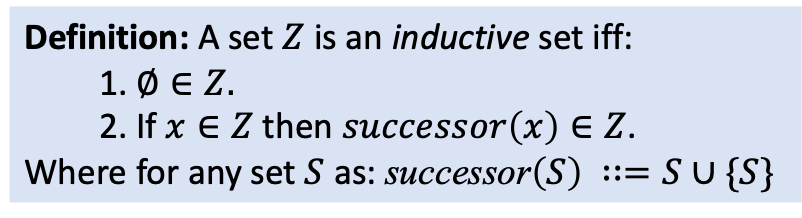 Definition: A set Z is an inductive set iff:
1. ∅ ∈ Z.
2. If x ∈ Z then successor(x) ∈ Z.
Where for any set S as: successor(S) ::= S ∪ {S}